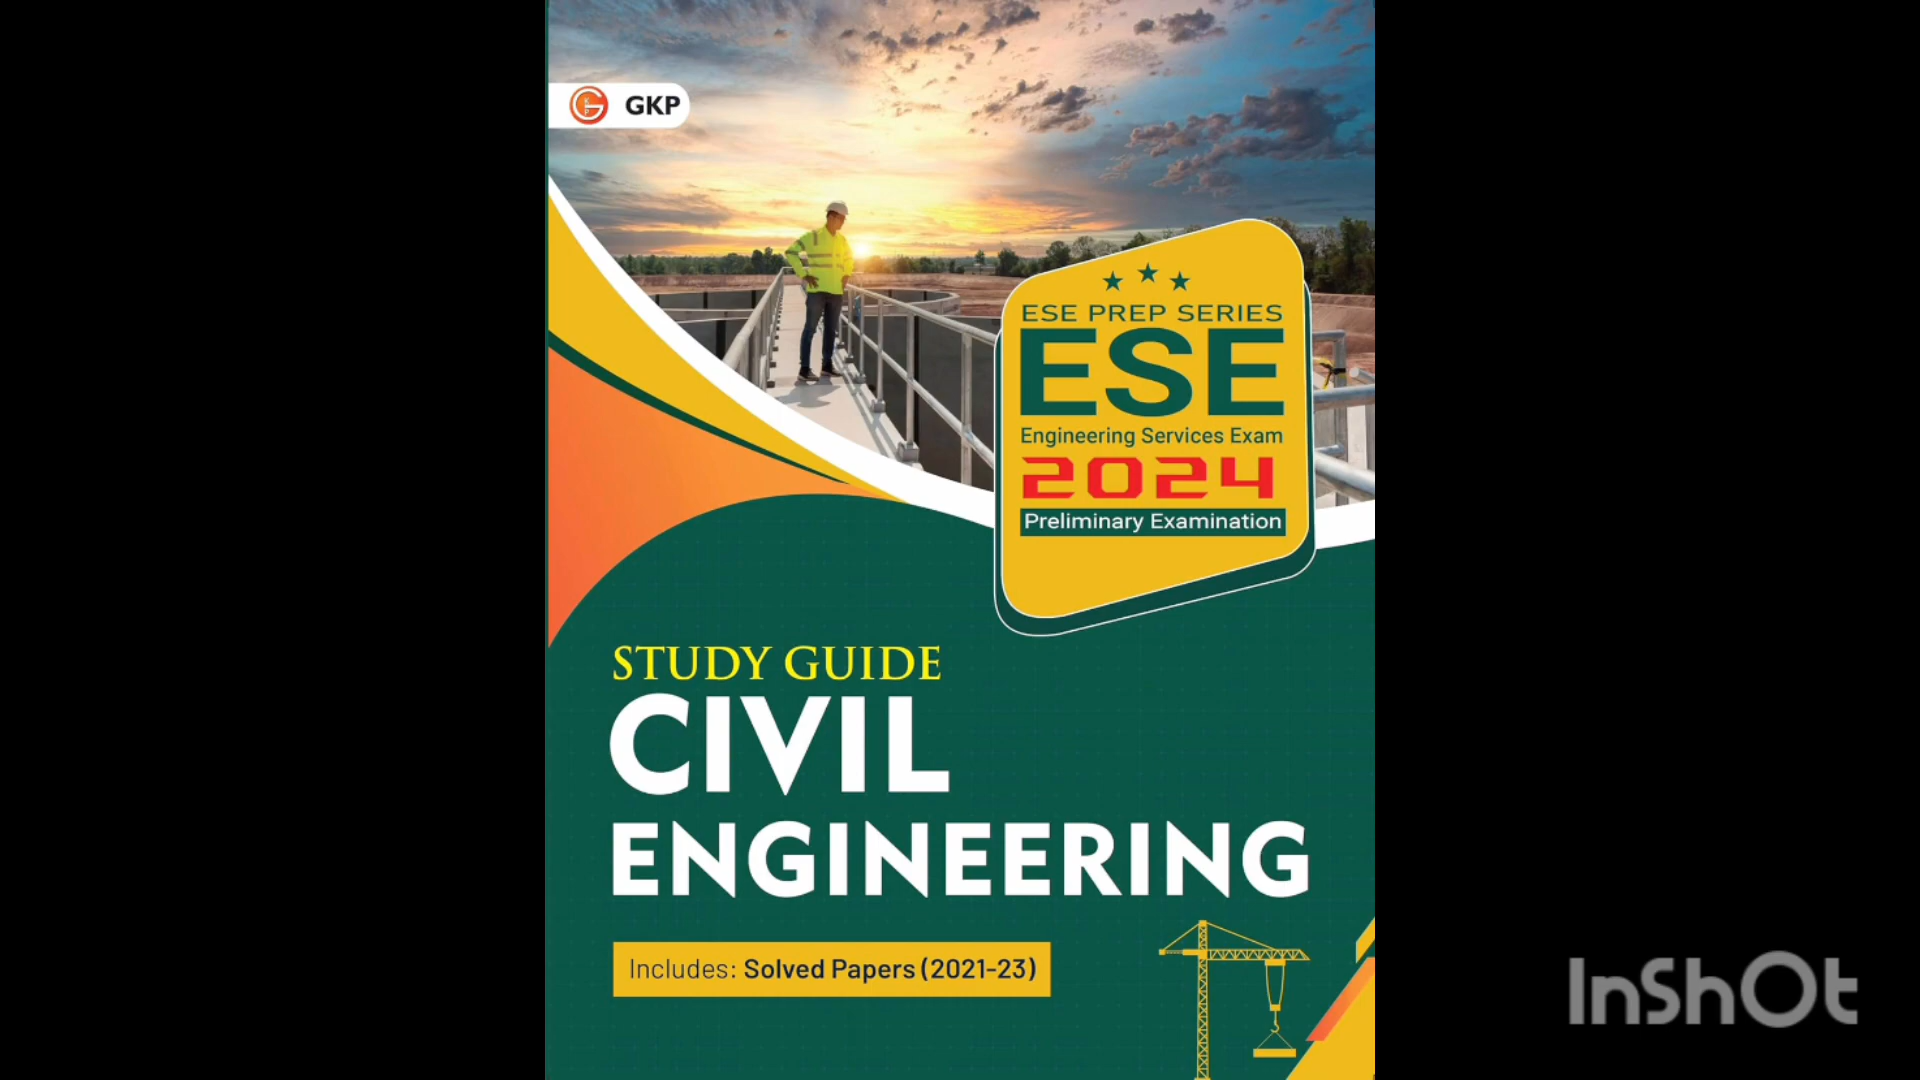 GKP
ESE PREP SERIES
ESE
Engineering Services Exam
2024
Preliminary Examination
STUDY GUIDE
CIVIL
ENGINEERING
Includes: Solved Papers (2021-23)
InShOt